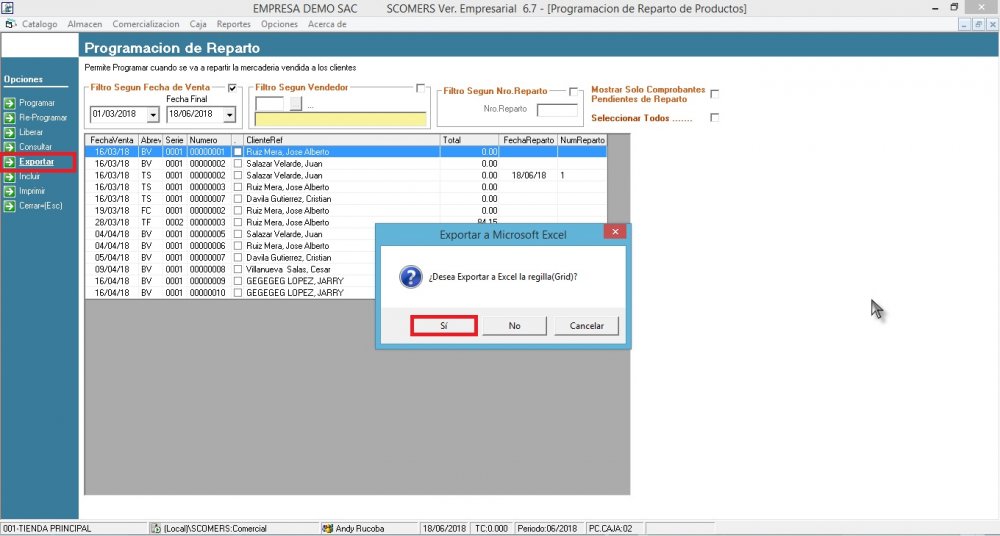 EMPRESA DEMO SAC SCOMERS Ver. Empresarial 6.7 - [Programacion de Reparto de Productos]
Catalogo Almacen Comercializacion Caja Reportes Opciones Acerca de
Programacion de Reparto
Permite Programar cuando se va a repartir la mercaderia vendida a los clientes
Opciones
Programar
Re-Programar
Liberar
Consultar
Exportar
Incluir
Imprimir
Cerrar=(Esc)
Filtro Segun Fecha de Venta
Fecha Final
01/03/2018 18/06/2018
Filtro Segun Vendedor
...
Filtro Segun Nro.Reparto
Nro.Reparto
Mostrar Solo Comprobantes
Pendientes de Reparto
Seleccionar Todos .......
FechaVenta Abrev Serie Numero . ClienteRef Total FechaReparto NumReparto
16/03/18 BV 0001 00000001 Ruiz Mera, Jose Alberto 0.00
16/03/18 BV 0001 00000002 Salazar Velarde, Juan 0.00
16/03/18 TS 0001 00000002 Salazar Velarde, Juan 0.00 18/06/18 1
16/03/18 TS 0001 00000003 Ruiz Mera, Jose Alberto 0.00
16/03/18 TS 0001 00000007 Davila Gutierrez, Cristian 0.00
19/03/18 FC 0001 00000002 Ruiz Mera, Jose Alberto 0.00
28/03/18 TF 0002 00000003 Ruiz Mera, Jose Alberto 84.15
04/04/18 BV 0001 00000005 Salazar Velarde, Juan
04/04/18 BV 0001 00000006 Ruiz Mera, Jose Alberto
05/04/18 BV 0001 00000007 Davila Gutierrez, Cristian
09/04/18 BV 0001 00000008 Villanueva Salas, Cesar
16/04/18 BV 0001 00000009 GEGEGEG LOPEZ, JARRY
16/04/18 BV 0001 00000010 GEGEGEG LOPEZ, JARRY
Exportar a Microsoft Excel
¿Desea Exportar a Excel la regilla(Grid)?
Sí No Cancelar
001-TIENDA PRINCIPAL (Local)\SCOMERS:Comercial Andy Rucoba 18/06/2018 TC:0.000 Periodo:06/2018 PC.CAJA:02